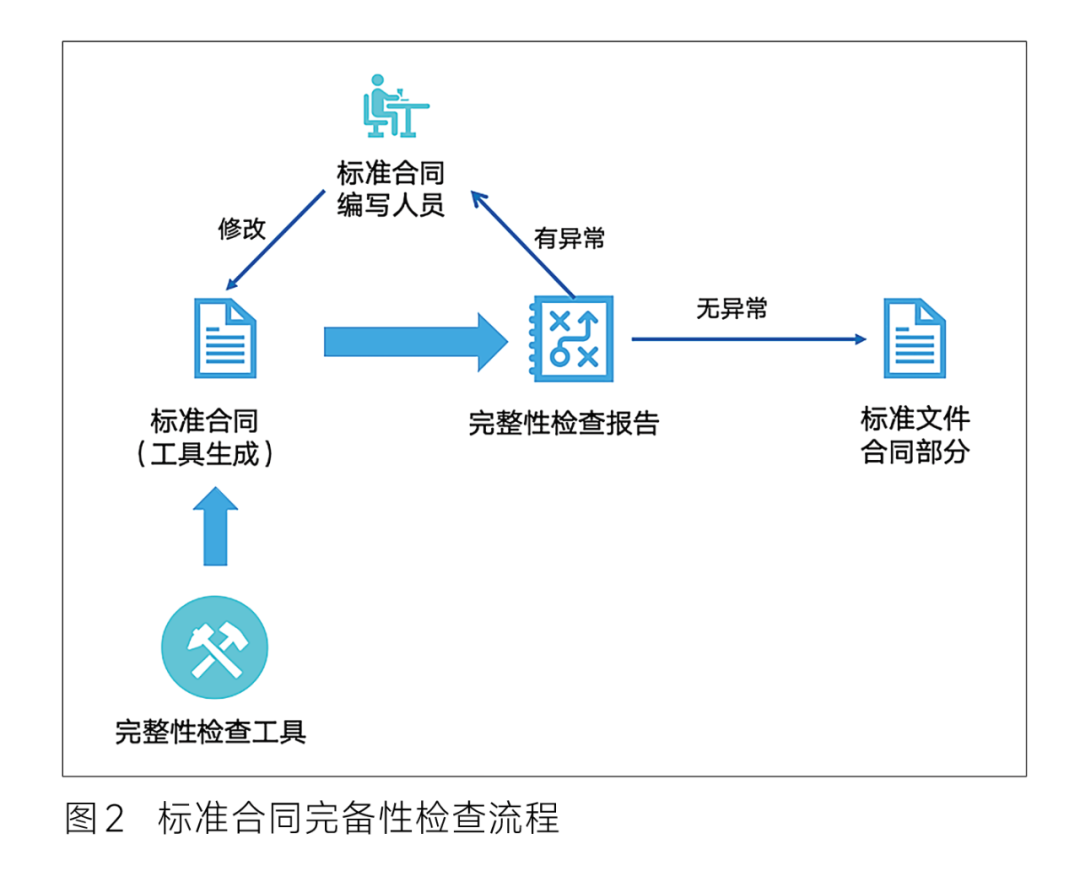 标准合同
编写人员
修改
有异常
无异常
标准合同
(工具生成)
完整性检查报告
标准文件
合同部分
完整性检查工具
图2 标准合同完备性检查流程